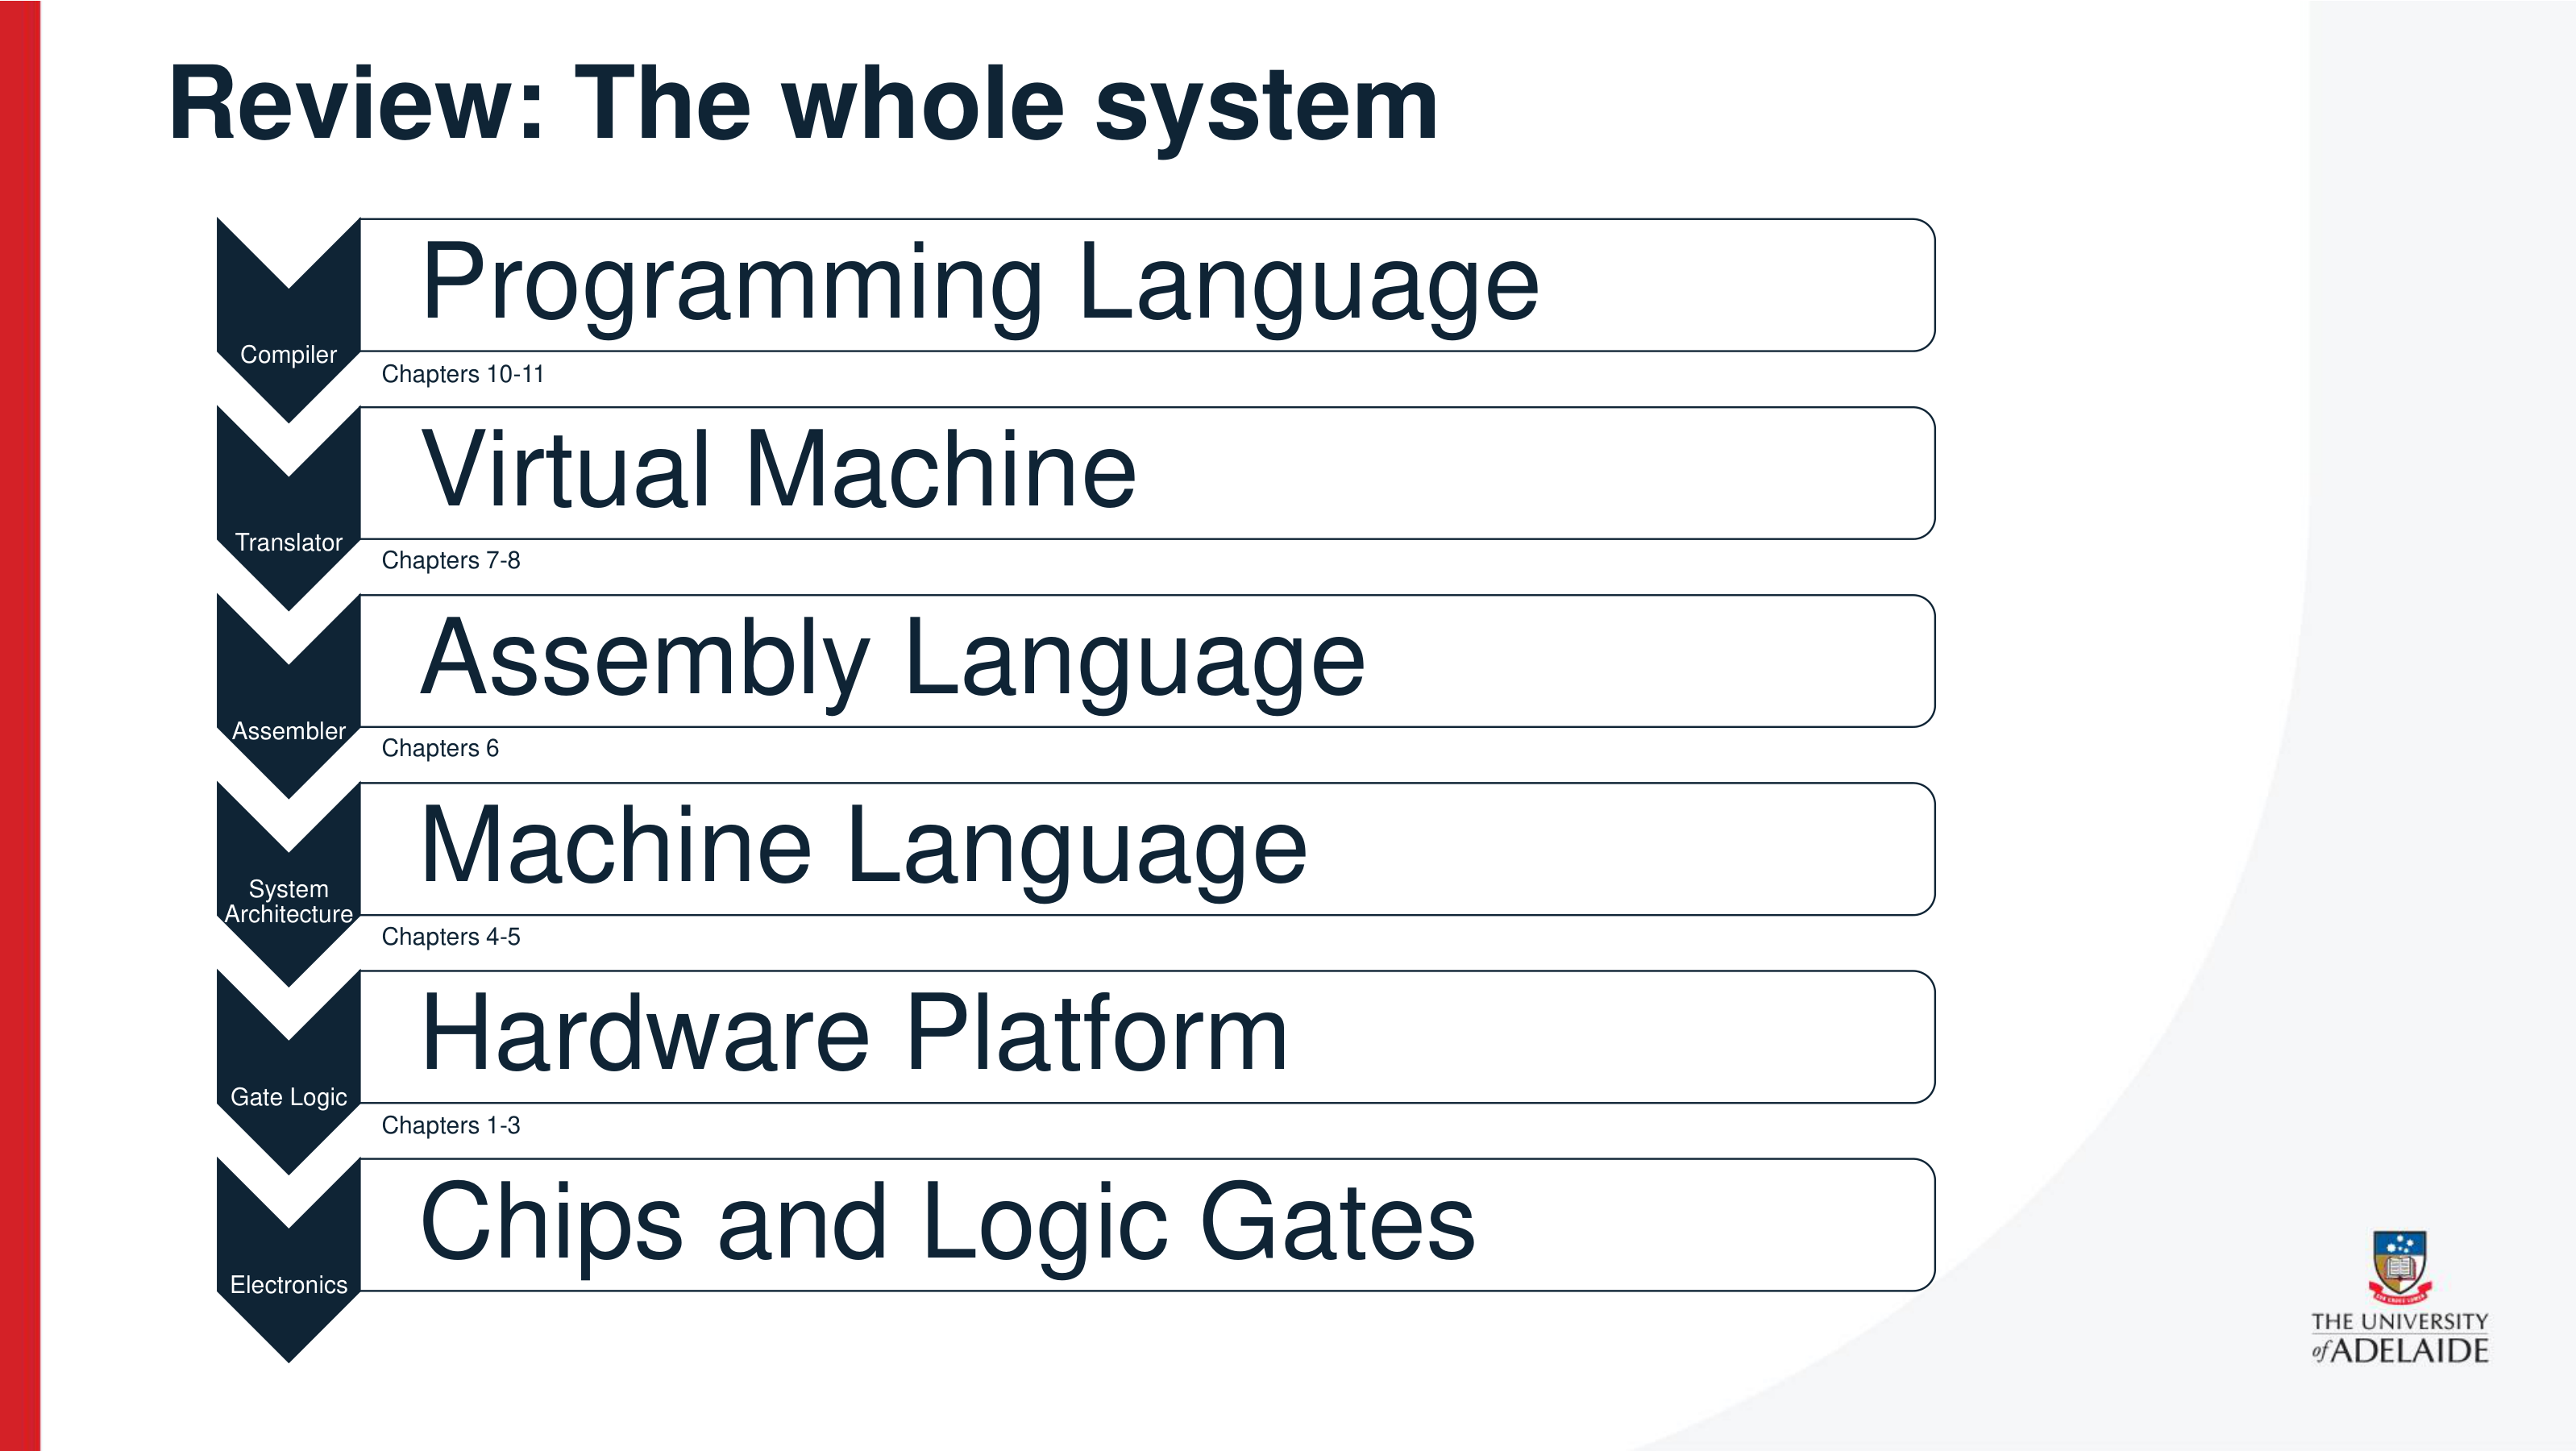 Review: The whole system
Programming Language
Compiler
Chapters 10-11
Virtual Machine
Translator
Chapters 7-8
Assembly Language
Assembler
Chapters 6
Machine Language
System
Architecture
Chapters 4-5
Hardware Platform
Gate Logic
Chapters 1-3
Chips and Logic Gates
Electronics
THE UNIVERSITY
of ADELAIDE